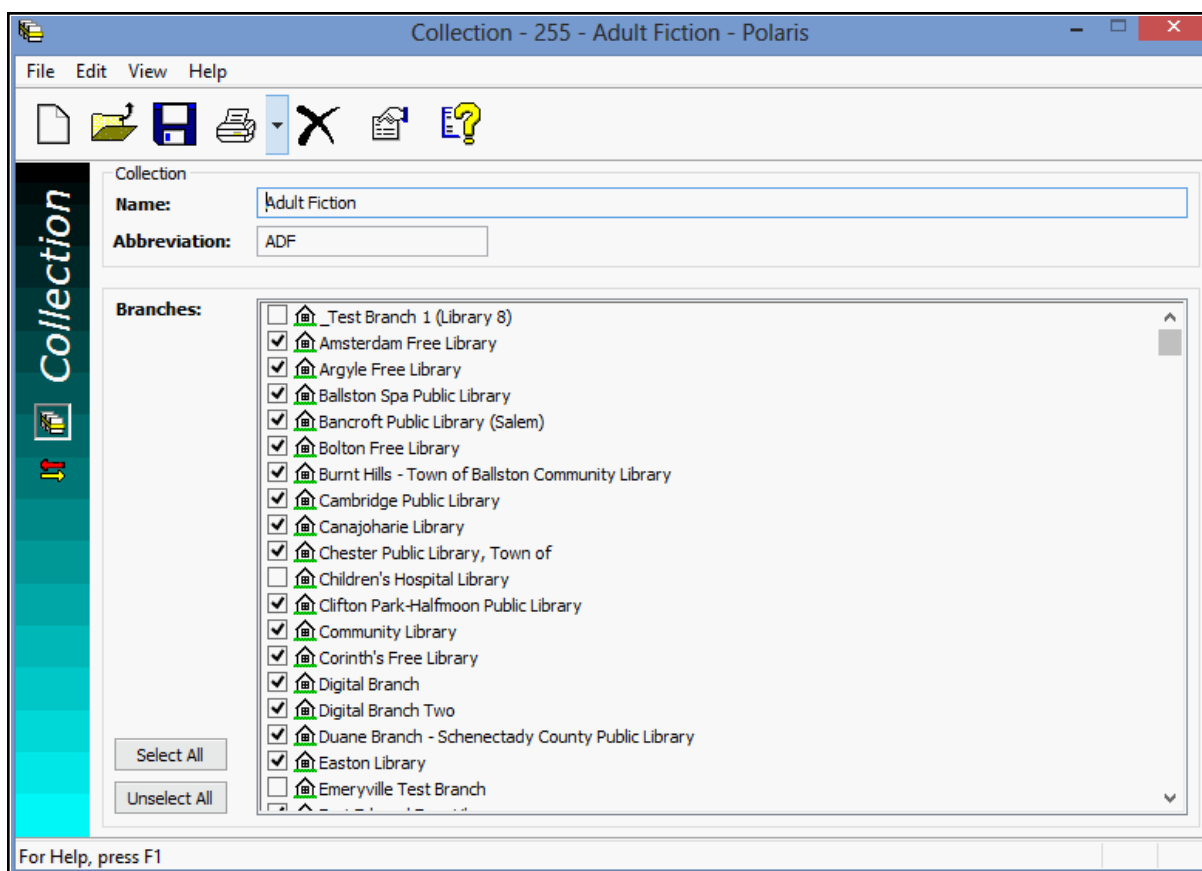 Collection - 255 - Adult Fiction - Polaris
File Edit View Help
Collection
Collection
Name: Adult Fiction
Abbreviation: ADF
Branches:
_Test Branch 1 (Library 8)
Amsterdam Free Library
Argyle Free Library
Ballston Spa Public Library
Bancroft Public Library (Salem)
Bolton Free Library
Burnt Hills - Town of Ballston Community Library
Cambridge Public Library
Canajoharie Library
Chester Public Library, Town of
Children's Hospital Library
Clifton Park-Halfmoon Public Library
Community Library
Corinth's Free Library
Digital Branch
Digital Branch Two
Duane Branch - Schenectady County Public Library
Easton Library
Emeryville Test Branch
Select All
Unselect All
For Help, press F1